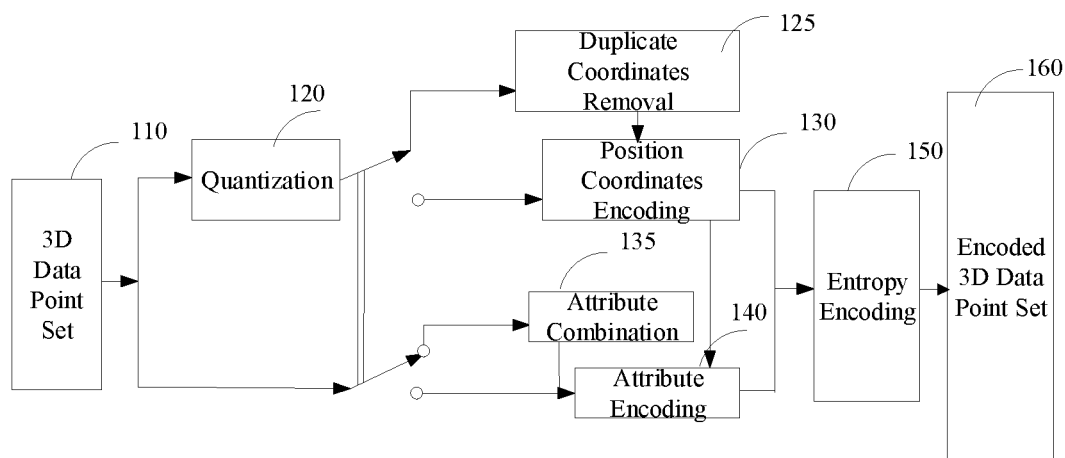 110
3D
Data
Point
Set
120
Quantization
125
Duplicate
Coordinates
Removal
130
Position
Coordinates
Encoding
135
Attribute
Combination
140
Attribute
Encoding
150
Entropy
Encoding
160
Encoded
3D Data
Point Set